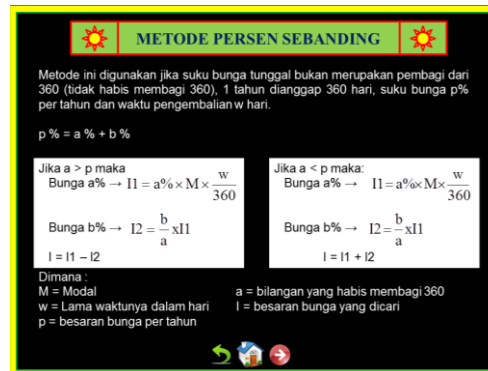 METODE PERSEN SEBANDING
Metode ini digunakan jika suku bunga tunggal bukan merupakan pembagi dari
360 (tidak habis membagi 360), 1 tahun dianggap 360 hari, suku bunga p%
per tahun dan waktu pengembalian w hari.
p % = a % + b %
Jika a > p maka
Bunga a% → I1 = a% × M × w/360
Bunga b% → I2 = b/a xI1
I = I1 – I2
Jika a < p maka:
Bunga a% → I1 = a%× M× w/360
Bunga b% → I2 = b/a xI1
I = I1 + I2
Dimana :
M = Modal
w = Lama waktunya dalam hari
p = besaran bunga per tahun
a = bilangan yang habis membagi 360
I = besaran bunga yang dicari